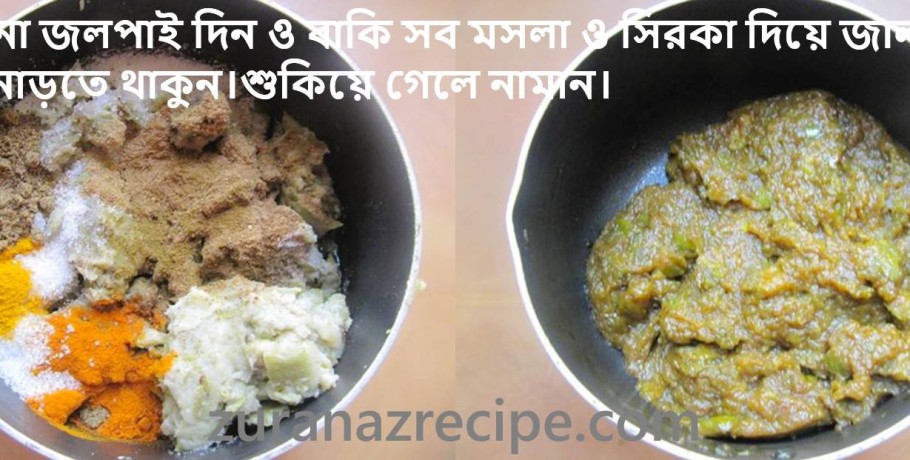 জলপাই দিন ও বাকি সব মসলা ও সিরকা দিয়ে
নাড়তে থাকুন।শুকিয়ে গেলে নামান।
zuranazrecipe.com